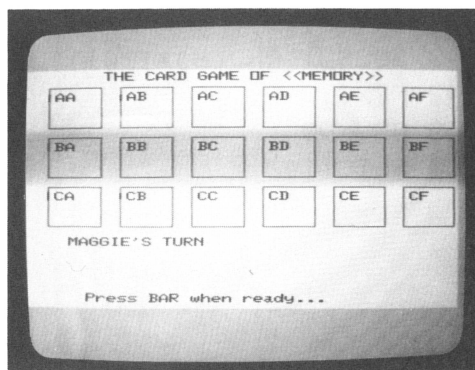 THE CARD GAME OF <<MEMORY>>
AA AB AC AD AE AF
BA BB BC BD BE BF
CA CB CC CD CE CF
MAGGIE'S TURN
Press BAR when ready...